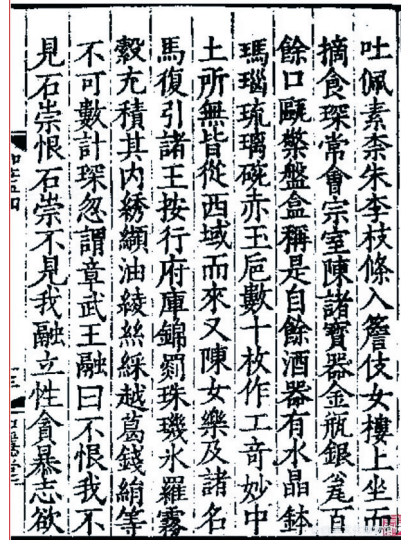 吐佩素柰朱李枝條入簷伎女樓上坐而
摘食琛常會宗室陳諸寶器金瓶銀瓮百
餘口甌檠盤盒稱是自餘酒器有水晶鉢
瑪瑙琉璃碗赤王巵數十枚作工奇妙中
土所無皆從西域而來又陳女樂及諸名
馬復引諸王按行府庫錦罽珠璣氷羅霧
縠充積其内綉纈油綾絲綵越葛錢絹等
不可數計琛忽謂章武王融曰不恨我不
見石崇恨石崇不見我融立性貪暴志欲